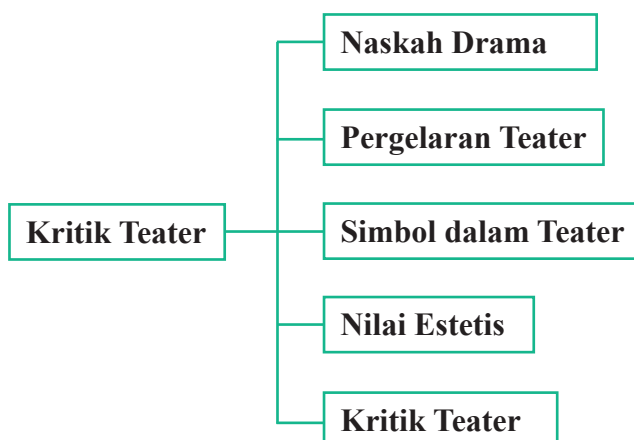 Naskah Drama
Pergelaran Teater
Kritik Teater
Simbol dalam Teater
Nilai Estetis
Kritik Teater